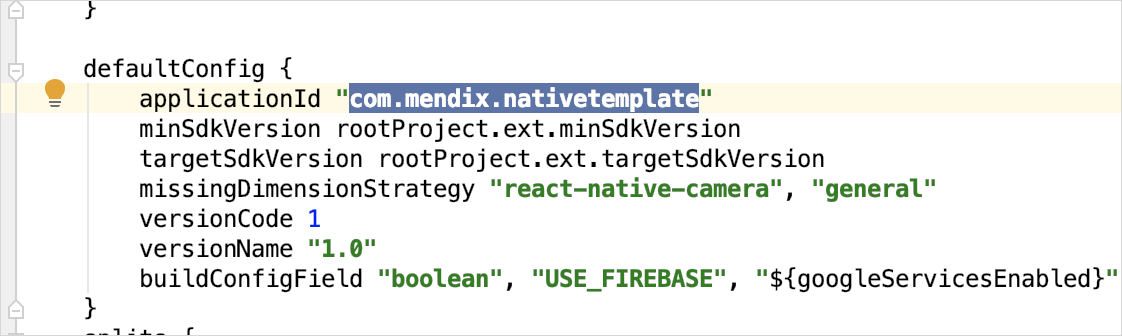 }
defaultConfig {
applicationId "com.mendix.nativetemplate"
minSdkVersion rootProject.ext.minSdkVersion
targetSdkVersion rootProject.ext.targetSdkVersion
missingDimensionStrategy "react-native-camera", "general"
versionCode 1
versionName "1.0"
buildConfigField "boolean", "USE_FIREBASE", "${googleServicesEnabled}"
}
splits {